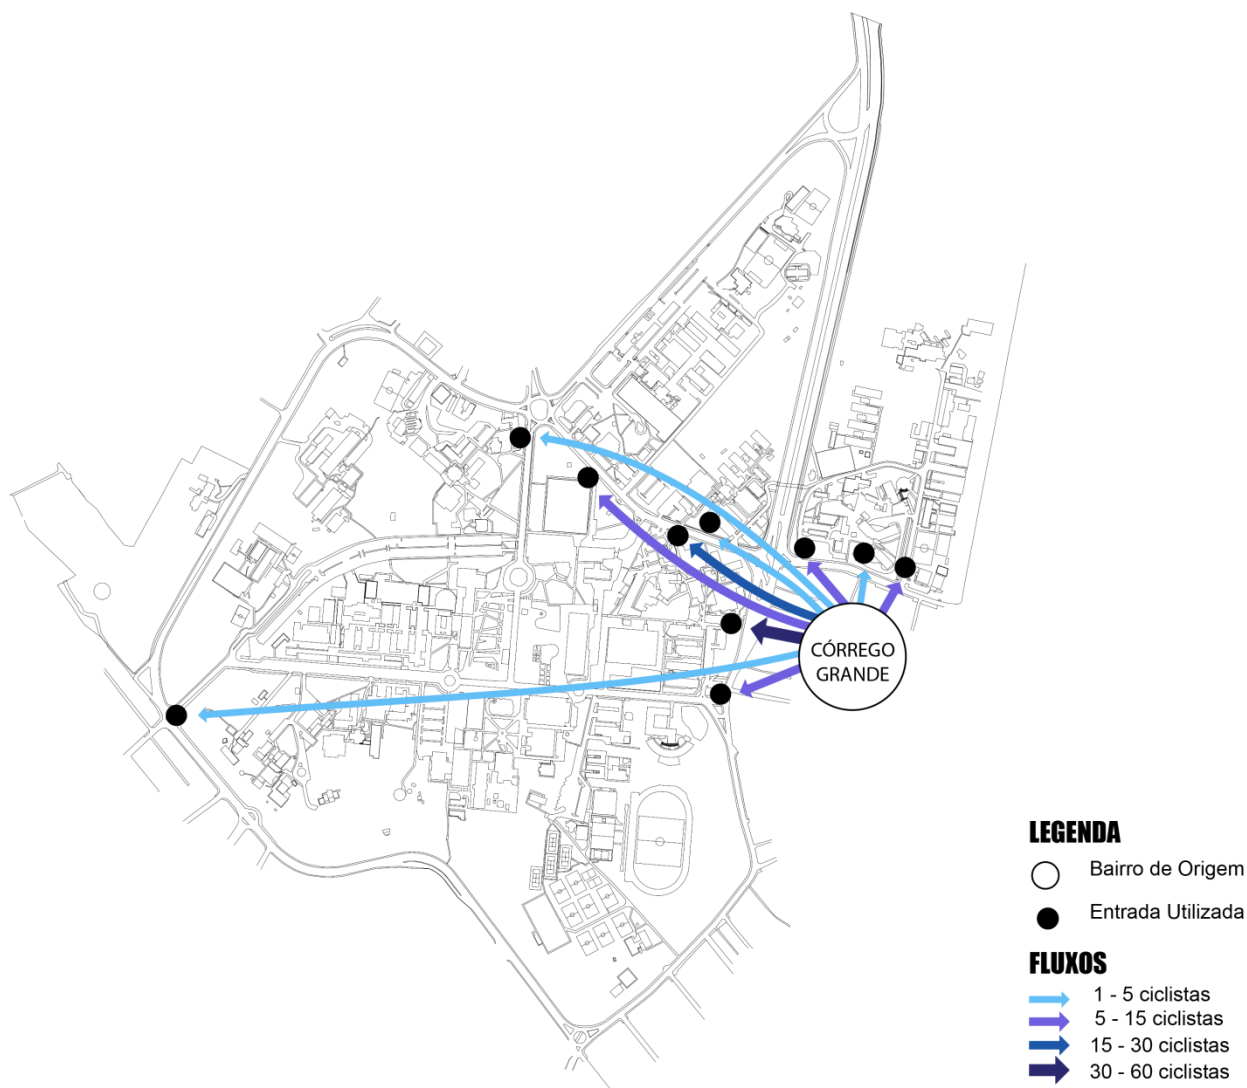 CÓRREGO
GRANDE
LEGENDA
Bairro de Origem
Entrada Utilizada
FLUXOS
1 - 5 ciclistas
5 - 15 ciclistas
15 - 30 ciclistas
30 - 60 ciclistas